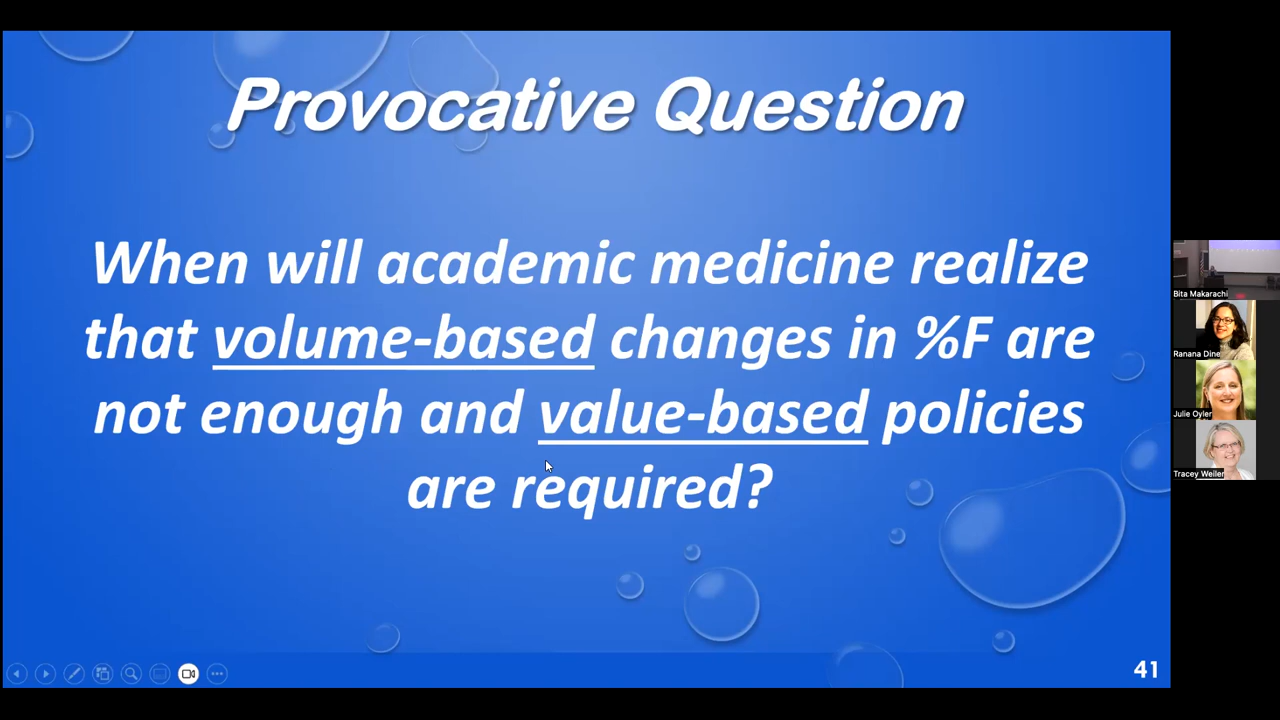 Provocative Question
When will academic medicine realize
that volume-based changes in %F are
not enough and value-based policies
are required?
41
Bita Makarachi
Ranana Dine
Julie Oyler
Tracey Weiler